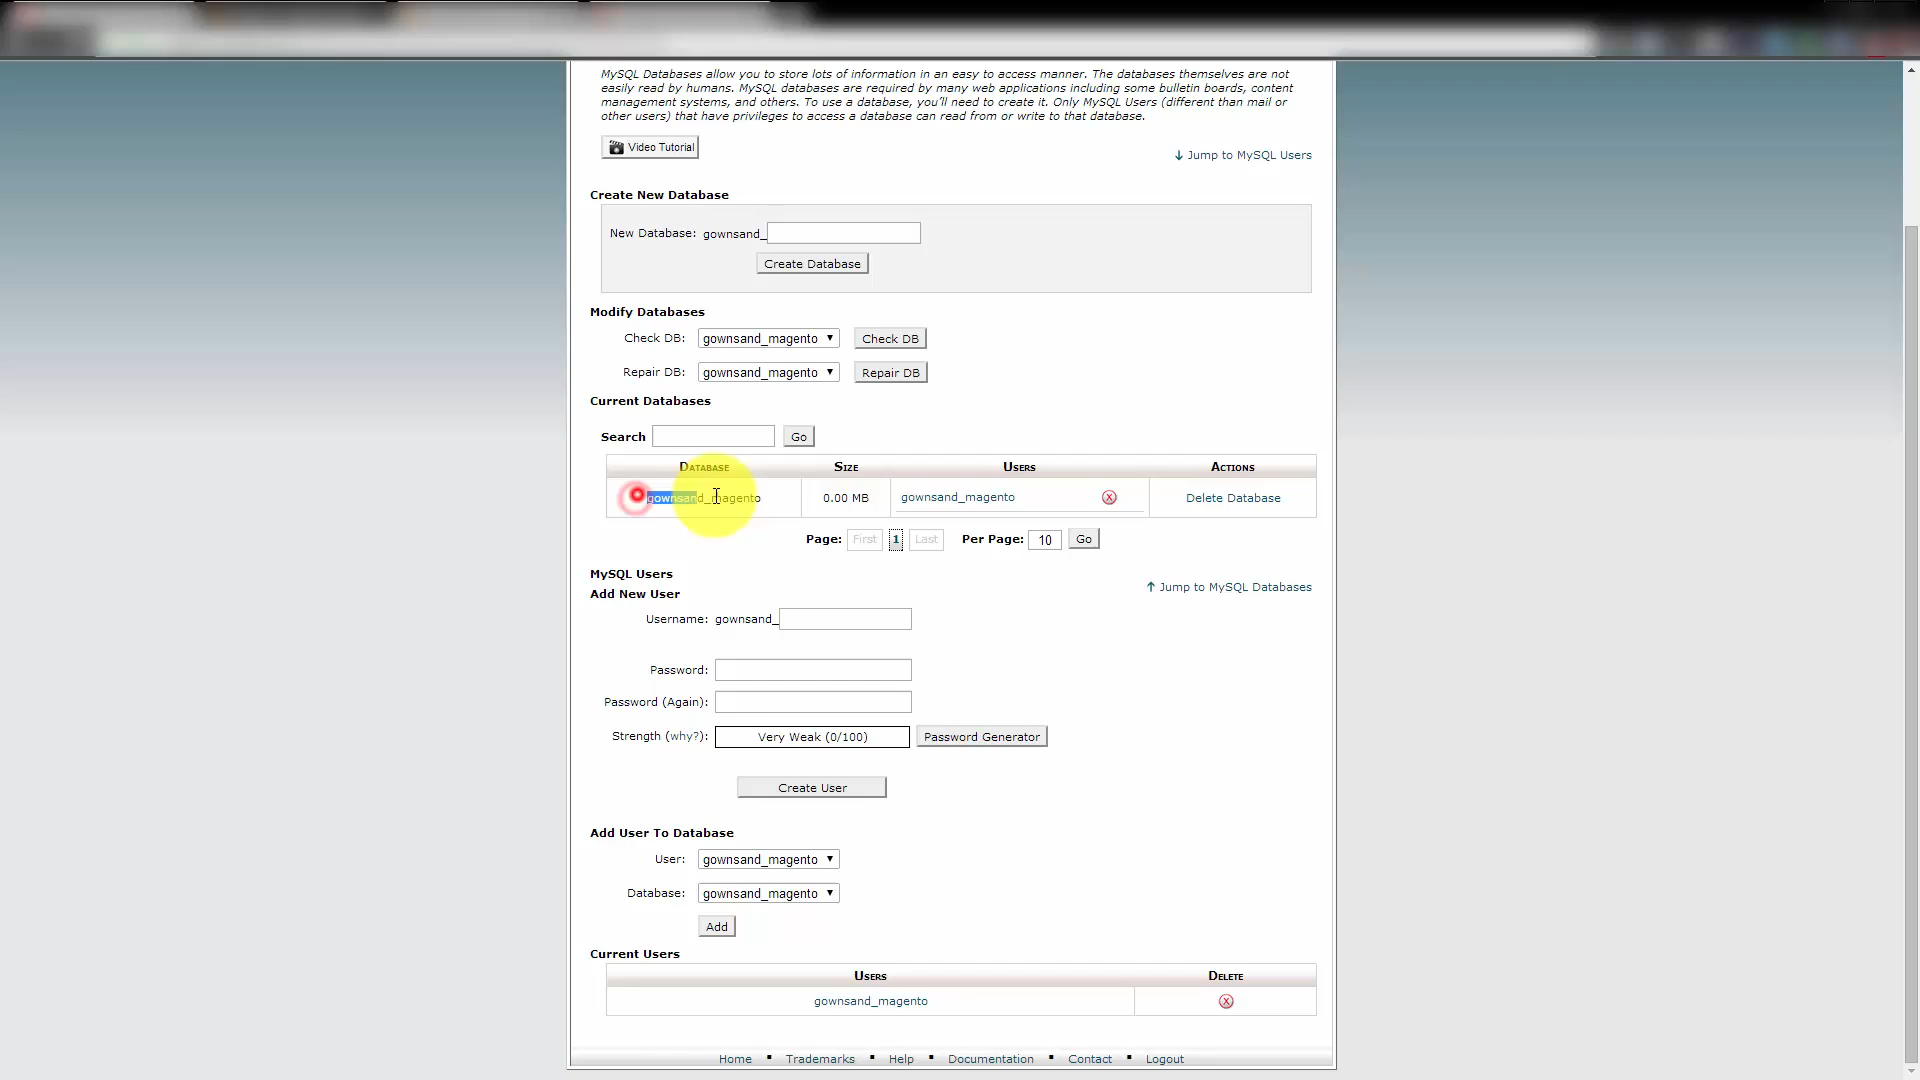 MySQL Databases allow you to store lots of information in an easy to access manner. The databases themselves are not
easily read by humans. MySQL databases are required by many web applications including some bulletin boards, content
management systems, and others. To use a database, you'll need to create it. Only MySQL Users (different than mail or
other users) that have privileges to access a database can read from or write to that database.
Video Tutorial
↓ Jump to MySQL Users
Create New Database
New Database: gownsand_
Create Database
Modify Databases
Check DB: gownsand_magento ▼ Check DB
Repair DB: gownsand_magento ▼ Repair DB
Current Databases
Search Go
Database Size Users Actions
gownsand_magento 0.00 MB gownsand_magento Delete Database
Page: First 1 Last Per Page: 10 Go
MySQL Users
↑ Jump to MySQL Databases
Add New User
Username: gownsand_
Password:
Password (Again):
Strength (why?): Very Weak (0/100) Password Generator
Create User
Add User To Database
User: gownsand_magento ▼
Database: gownsand_magento ▼
Add
Current Users
Users Delete
gownsand_magento
Home ▪ Trademarks ▪ Help ▪ Documentation ▪ Contact ▪ Logout